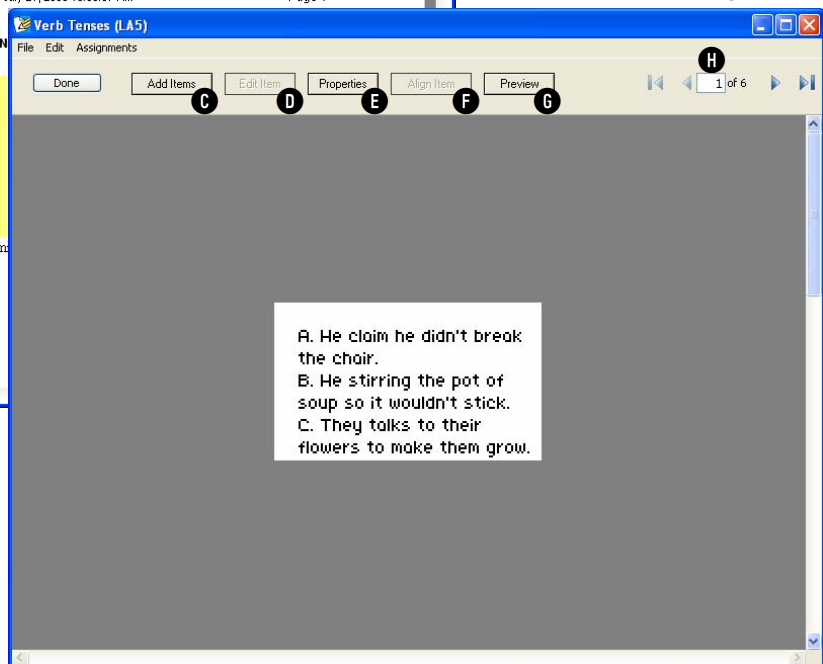 Verb Tenses (LA5)
File Edit Assignments
H
Done Add Items Edit Item Properties Align Item Preview 1 of 6
C D E F G
A. He claim he didn't break
the chair.
B. He stirring the pot of
soup so it wouldn't stick.
C. They talks to their
flowers to make them grow.